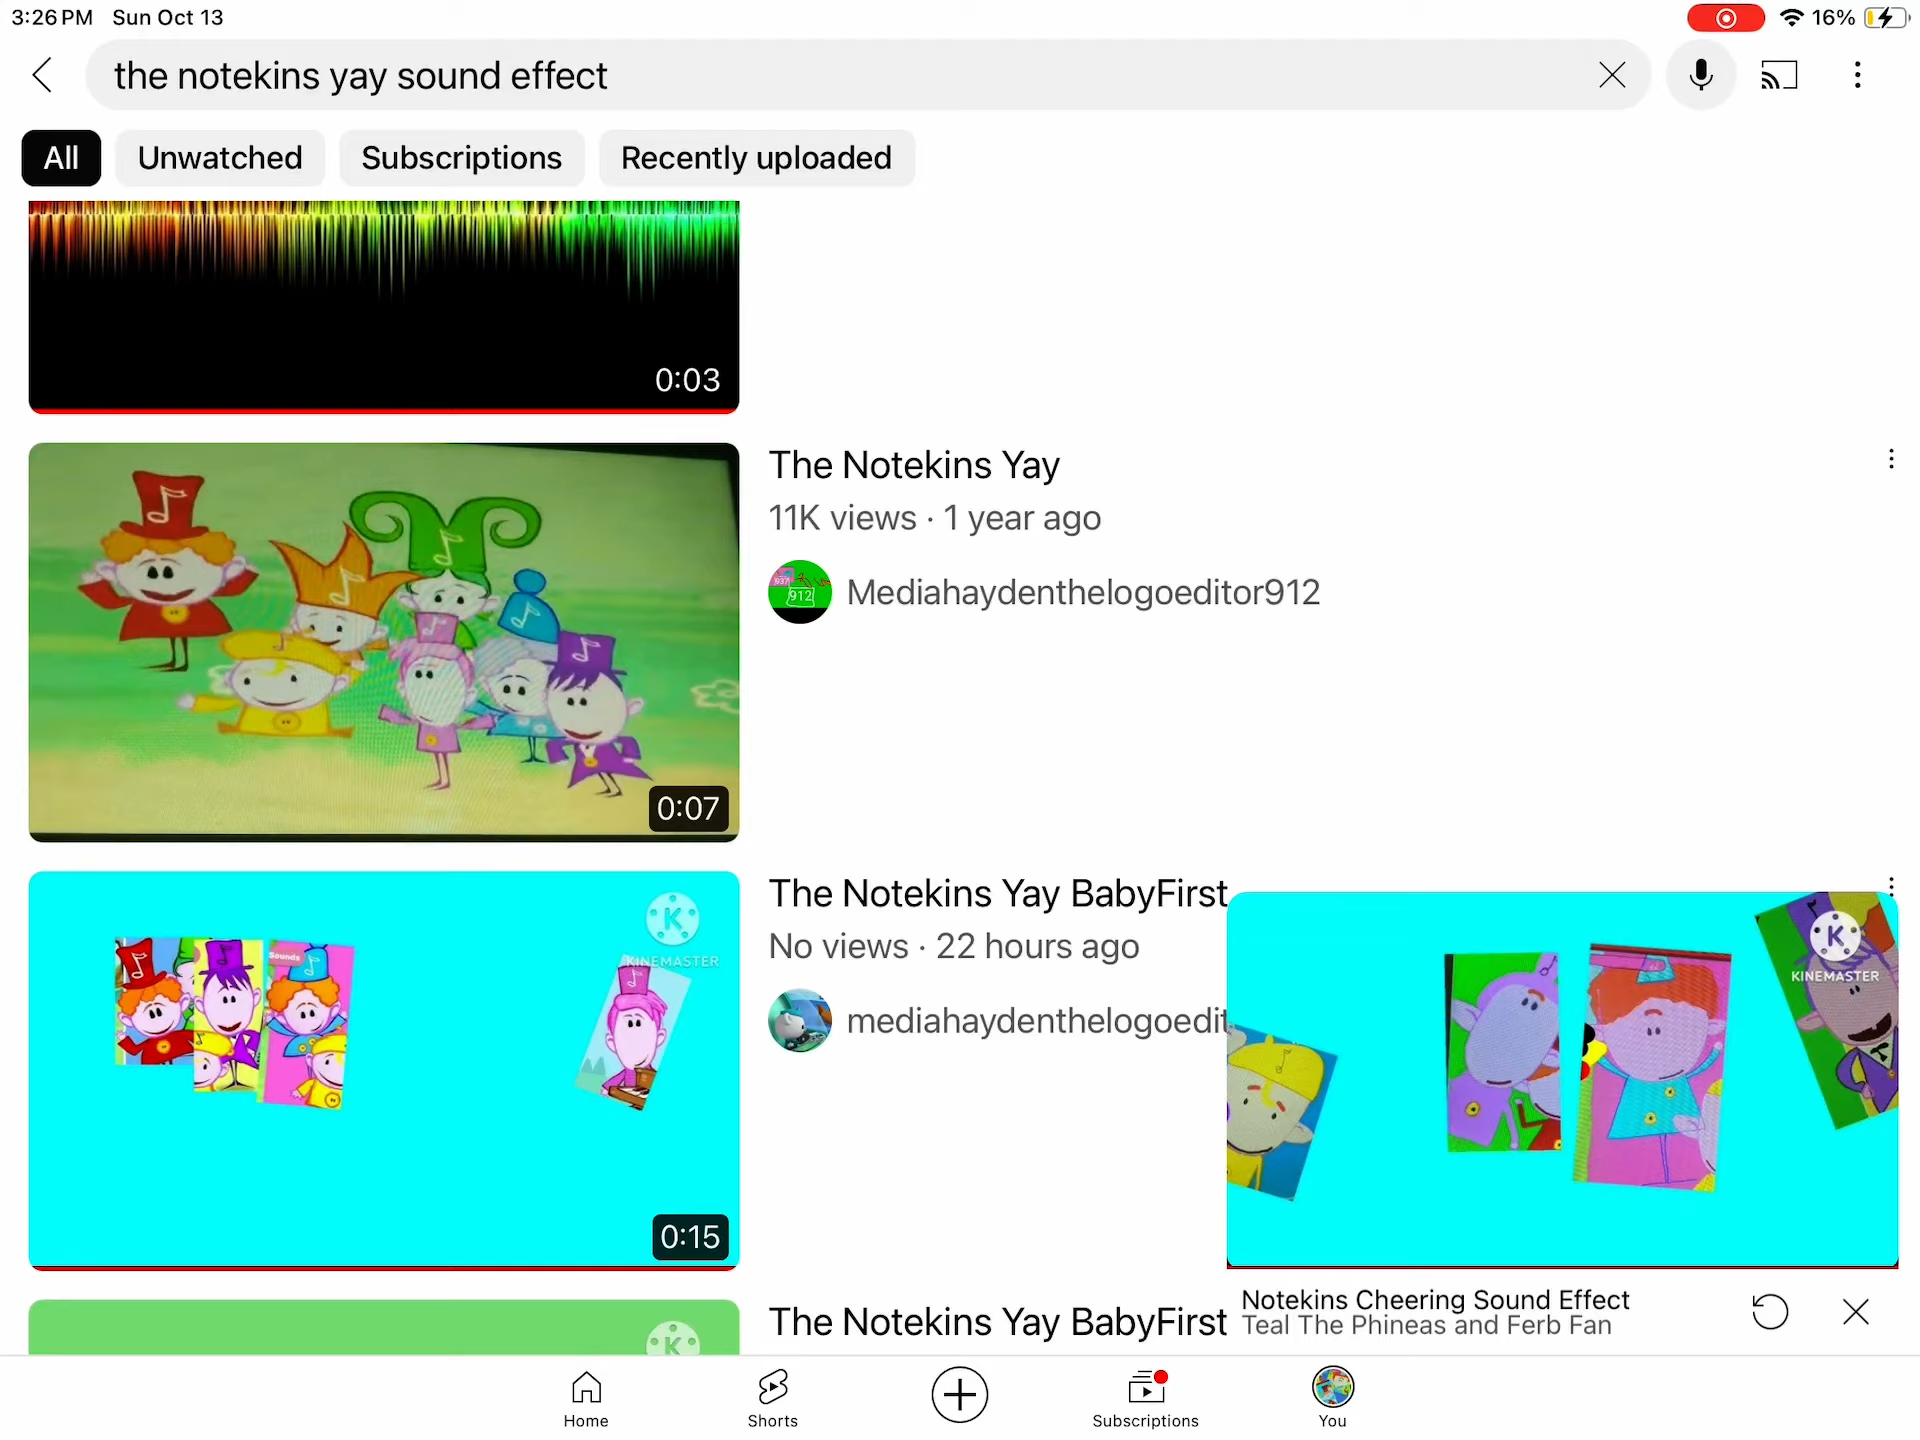 3:26 PM Sun Oct 13
16%
the notekins yay sound effect
All Unwatched Subscriptions Recently uploaded
0:03
The Notekins Yay
11K views · 1 year ago
937
912
Mediahaydenthelogoeditor912
0:07
The Notekins Yay BabyFirst
No views · 22 hours ago
mediahaydenthelogoedit
K
KINEMASTER
Sounds
0:15
K
KINEMASTER
The Notekins Yay BabyFirst
K
Notekins Cheering Sound Effect
Teal The Phineas and Ferb Fan
Home Shorts Subscriptions You